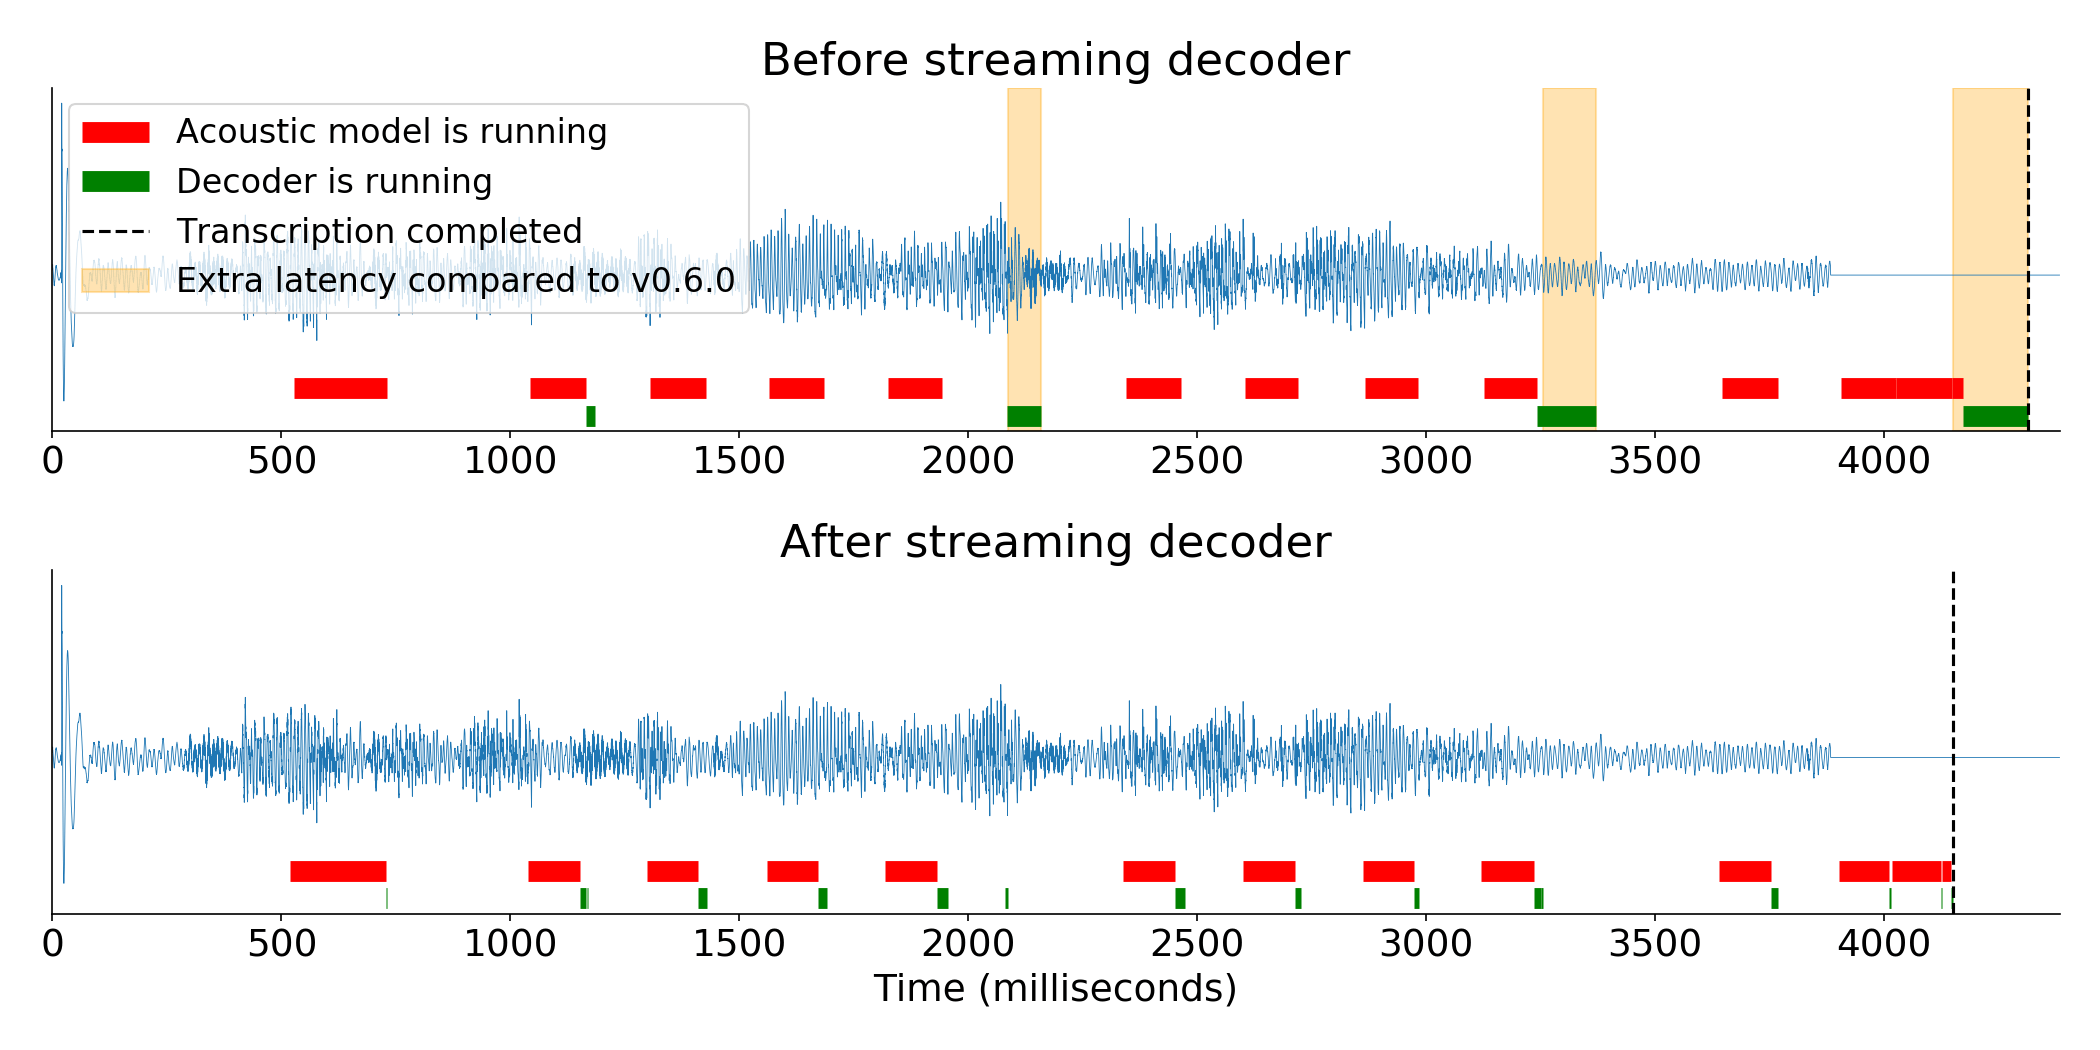 Before streaming decoder
Acoustic model is running
Decoder is running
Transcription completed
Extra latency compared to v0.6.0
0 500 1000 1500 2000 2500 3000 3500 4000
After streaming decoder
0 500 1000 1500 2000 2500 3000 3500 4000
Time (milliseconds)